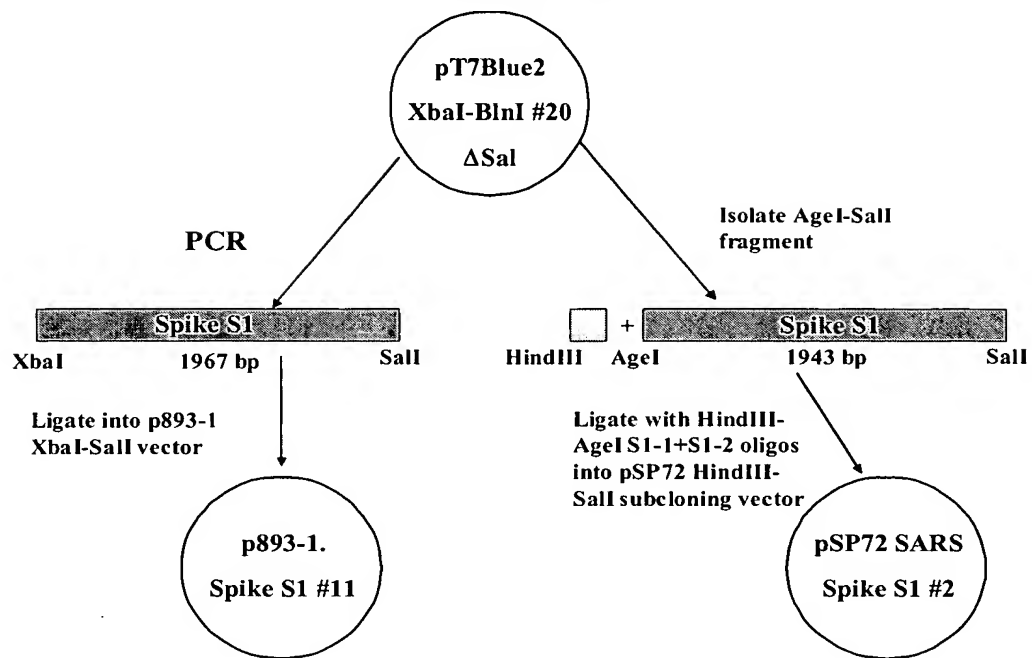 pT7Blue2
XbaI-BlnI #20
ΔSal
PCR
Isolate AgeI-SalI
fragment
Spike S1
XbaI
1967 bp
SalI
+
Spike S1
HindIII
AgeI
1943 bp
SalI
Ligate into p893-1
XbaI-SalI vector
Ligate with HindIII-
AgeI S1-1+S1-2 oligos
into pSP72 HindIII-
SalI subcloning vector
p893-1.
Spike S1 #11
pSP72 SARS
Spike S1 #2